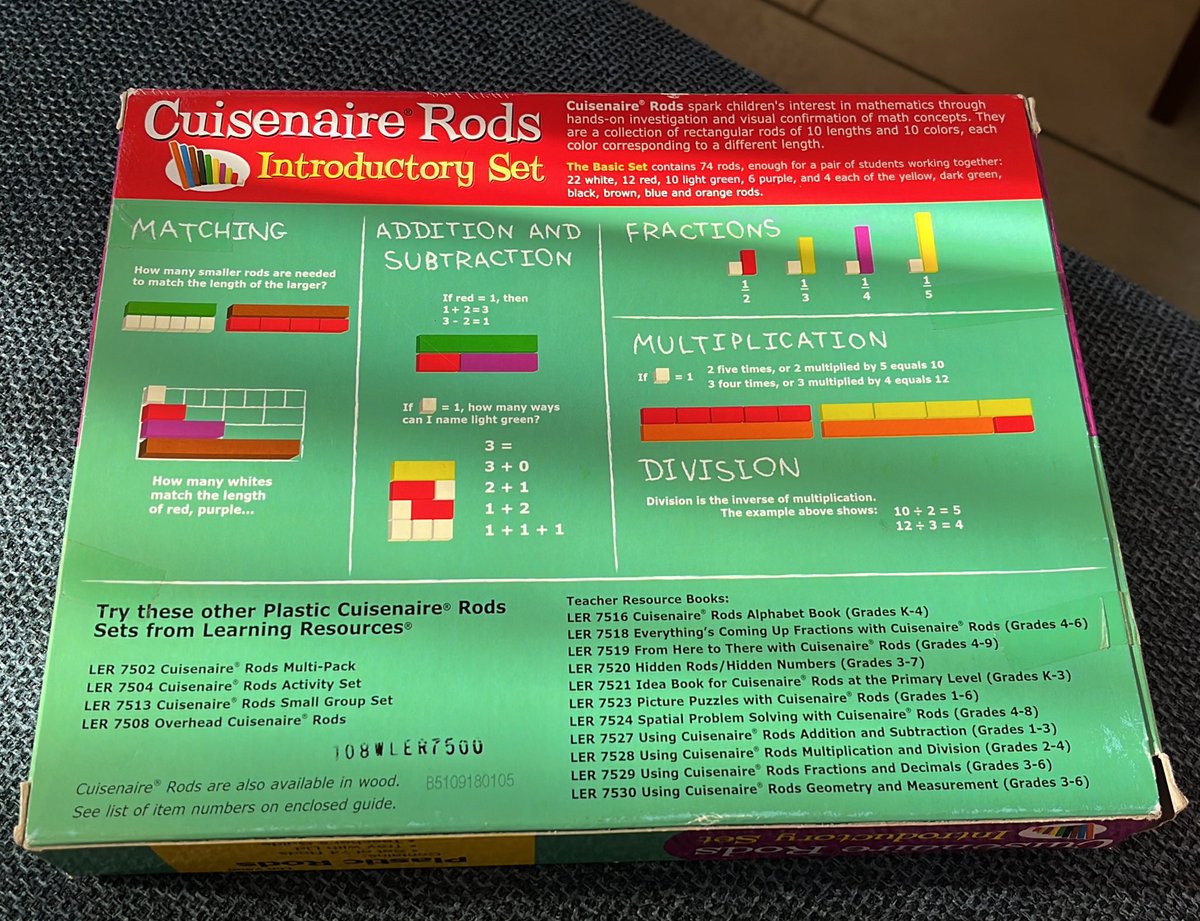 Cuisenaire® Rods
Introductory Set
Cuisenaire® Rods spark children's interest in mathematics through
hands-on investigation and visual confirmation of math concepts. They
are a collection of rectangular rods of 10 lengths and 10 colors, each
color corresponding to a different length.
The Basic Set contains 74 rods, enough for a pair of students working together:
22 white, 12 red, 10 light green, 6 purple, and 4 each of the yellow, dark green,
black, brown, blue and orange rods.
MATCHING
How many smaller rods are needed
to match the length of the larger?
How many whites
match the length
of red, purple...
ADDITION AND
SUBTRACTION
If red = 1, then
1 + 2 = 3
3 - 2 = 1
If = 1, how many ways
can I name light green?
3 =
3 + 0
2 + 1
1 + 2
1 + 1 + 1
FRACTIONS
1/2
1/3
1/4
1/5
MULTIPLICATION
If = 1
2 five times, or 2 multiplied by 5 equals 10
3 four times, or 3 multiplied by 4 equals 12
DIVISION
Division is the inverse of multiplication.
The example above shows: 10 ÷ 2 = 5
12 ÷ 3 = 4
Try these other Plastic Cuisenaire® Rods
Sets from Learning Resources®
LER 7502 Cuisenaire® Rods Multi-Pack
LER 7504 Cuisenaire® Rods Activity Set
LER 7513 Cuisenaire® Rods Small Group Set
LER 7508 Overhead Cuisenaire® Rods
108WLER7500
Cuisenaire® Rods are also available in wood.
B5109180105
See list of item numbers on enclosed guide.
Teacher Resource Books:
LER 7516 Cuisenaire® Rods Alphabet Book (Grades K-4)
LER 7518 Everything's Coming Up Fractions with Cuisenaire® Rods (Grades 4-6)
LER 7519 From Here to There with Cuisenaire® Rods (Grades 4-9)
LER 7520 Hidden Rods/Hidden Numbers (Grades 3-7)
LER 7521 Idea Book for Cuisenaire® Rods at the Primary Level (Grades K-3)
LER 7523 Picture Puzzles with Cuisenaire® Rods (Grades 1-6)
LER 7524 Spatial Problem Solving with Cuisenaire® Rods (Grades 4-8)
LER 7527 Using Cuisenaire® Rods Addition and Subtraction (Grades 1-3)
LER 7528 Using Cuisenaire® Rods Multiplication and Division (Grades 2-4)
LER 7529 Using Cuisenaire® Rods Fractions and Decimals (Grades 3-6)
LER 7530 Using Cuisenaire® Rods Geometry and Measurement (Grades 3-6)
Plastic Rods
Cuisenaire Rods
Introductory Set